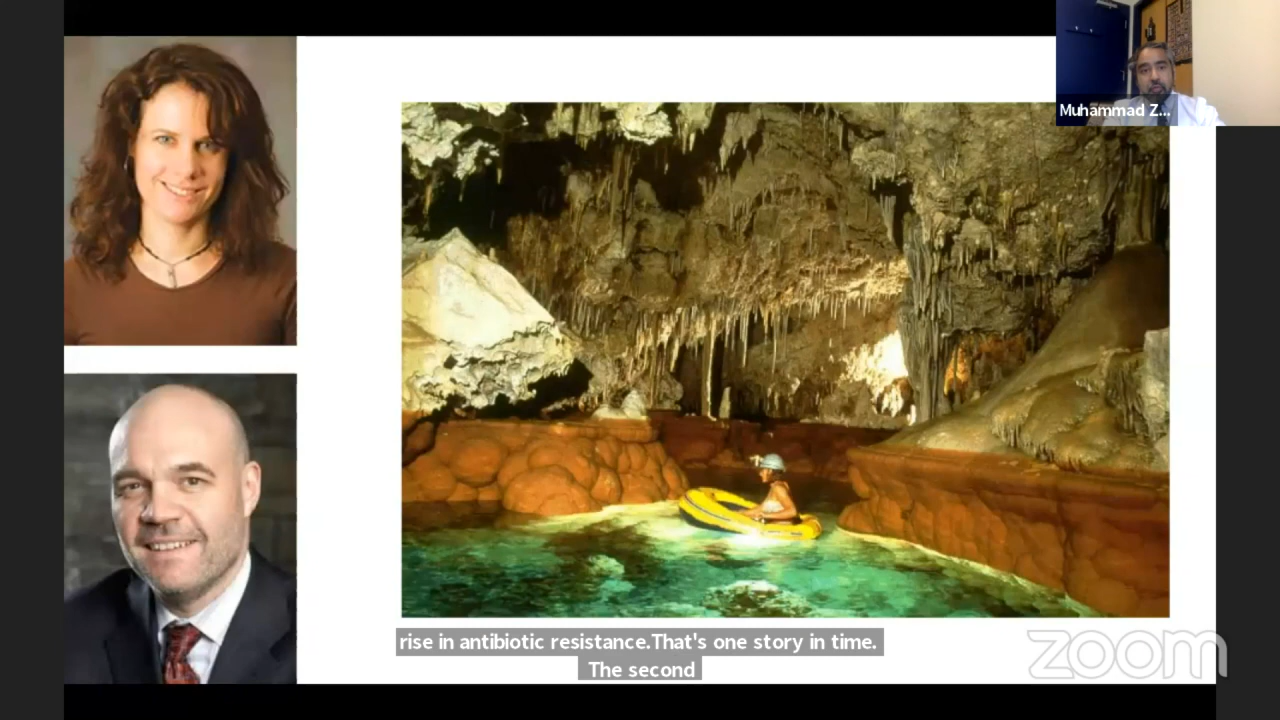 Muhammad Z...
rise in antibiotic resistance.That's one story in time.
The second
zoom